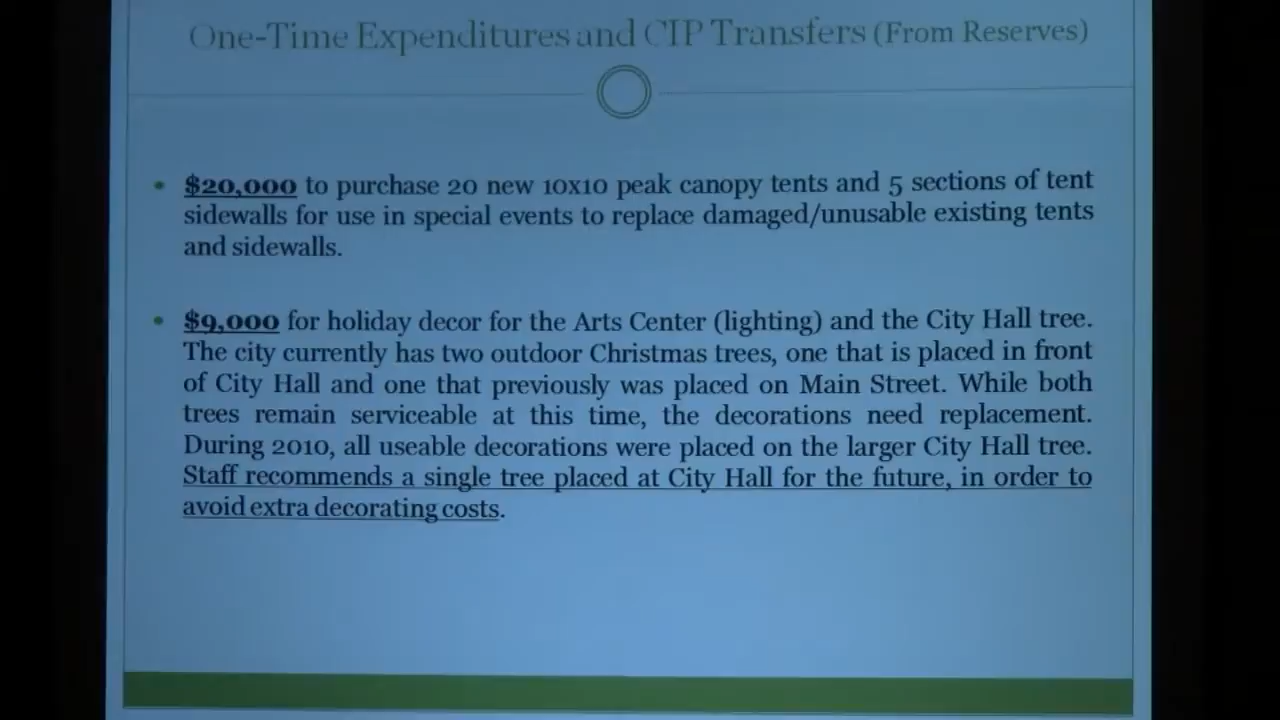 One-Time Expenditures and CIP Transfers (From Reserves)
• $20,000 to purchase 20 new 10x10 peak canopy tents and 5 sections of tent
sidewalls for use in special events to replace damaged/unusable existing tents
and sidewalls.
• $9,000 for holiday decor for the Arts Center (lighting) and the City Hall tree.
The city currently has two outdoor Christmas trees, one that is placed in front
of City Hall and one that previously was placed on Main Street. While both
trees remain serviceable at this time, the decorations need replacement.
During 2010, all useable decorations were placed on the larger City Hall tree.
Staff recommends a single tree placed at City Hall for the future, in order to
avoid extra decorating costs.